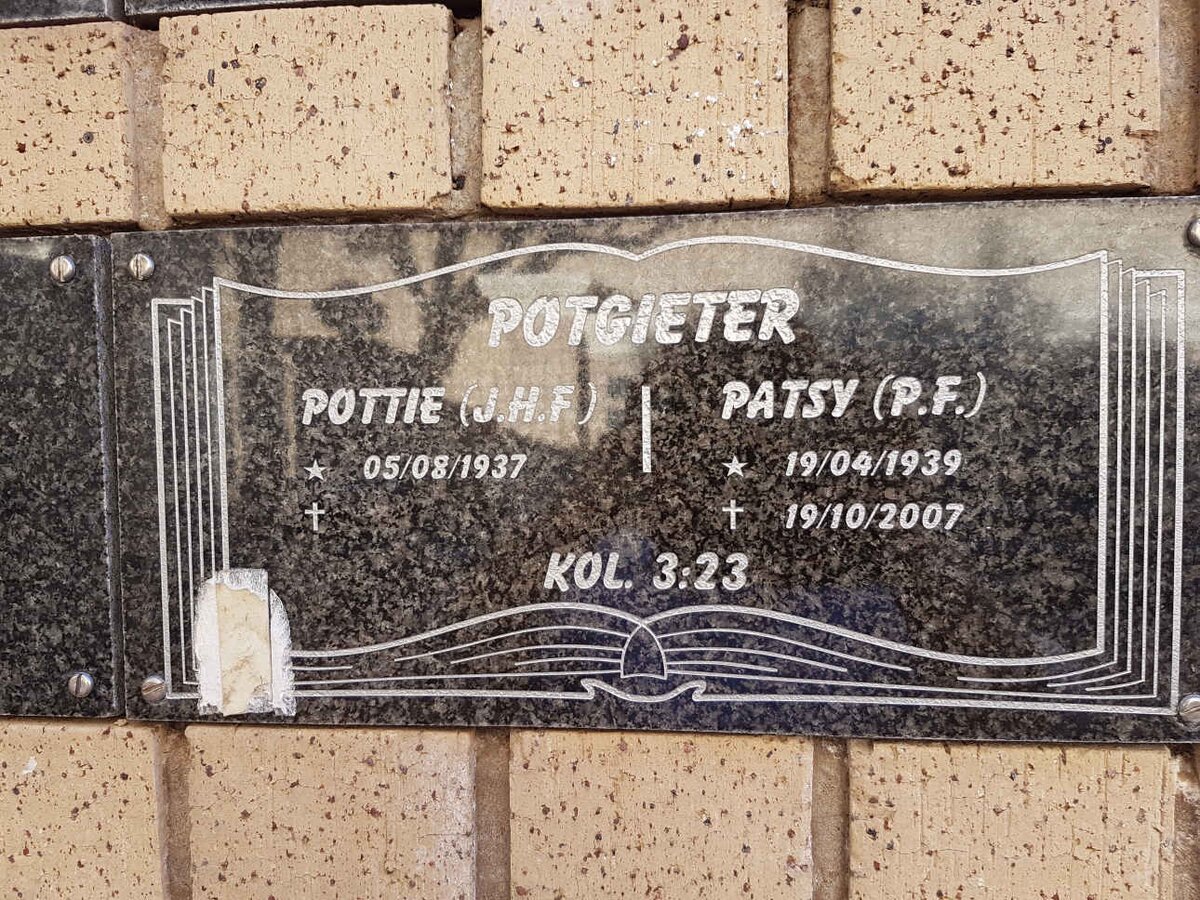 POTGIETER
POTTIE (J.H.F) | PATSY (P.F.)
★ 05/08/1937 ★ 19/04/1939
✝ ✝ 19/10/2007
KOL. 3:23